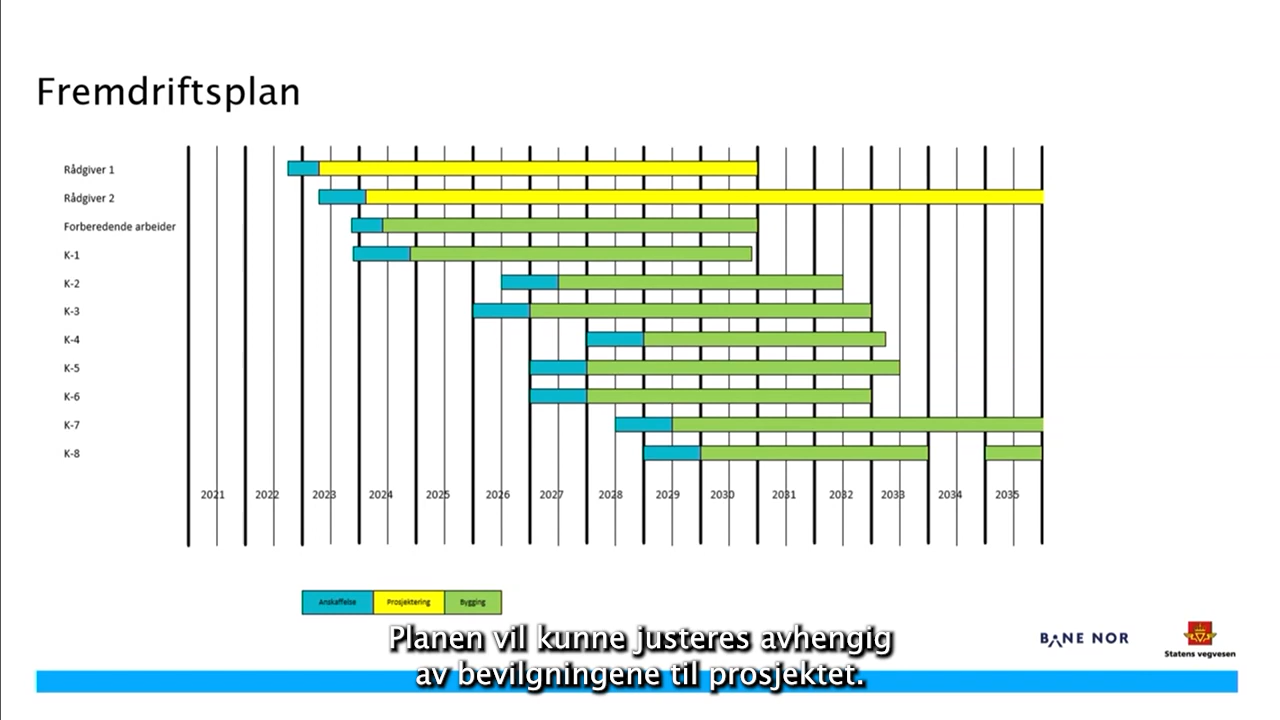 Fremdriftsplan
Rådgiver 1
Rådgiver 2
Forberedende arbeider
K-1
K-2
K-3
K-4
K-5
K-6
K-7
K-8
2021 2022 2023 2024 2025 2026 2027 2028 2029 2030 2031 2032 2033 2034 2035
Anskaffelse Prosjektering Bygging
Planen vil kunne justeres avhengig
av bevilgningene til prosjektet.
BANE NOR
Statens vegvesen